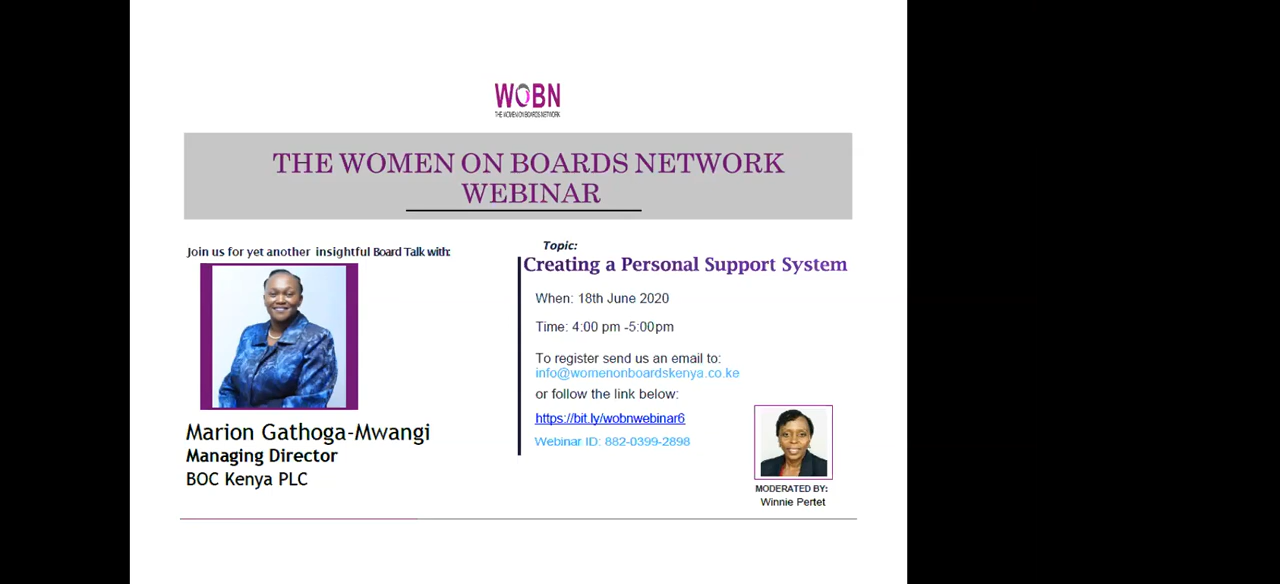 WOBN
THE WOMEN ON BOARDS NETWORK
THE WOMEN ON BOARDS NETWORK
WEBINAR
Join us for yet another insightful Board Talk with:
Marion Gathoga-Mwangi
Managing Director
BOC Kenya PLC
Topic:
Creating a Personal Support System
When: 18th June 2020
Time: 4:00 pm -5:00pm
To register send us an email to:
info@womenonboardskenya.co.ke
or follow the link below:
https://bit.ly/wobnwebinar6
Webinar ID: 882-0399-2898
MODERATED BY:
Winnie Pertet